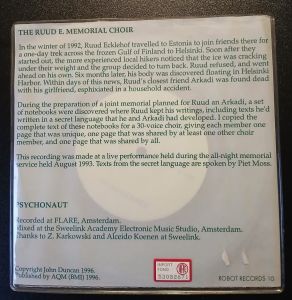 THE RUUD E. MEMORIAL CHOIR
In the winter of 1992, Ruud Ecklehof travelled to Estonia to join friends there for
a one-day trek across the frozen Gulf of Finland to Helsinki. Soon after they
started out, the more experienced local hikers noticed that the ice was cracking
under their weight and the group decided to turn back. Ruud refused, and went
ahead on his own. Six months later, his body was discovered floating in Helsinki
Harbor. Within days of this news, Ruud's closest friend Arkadi was found dead
with his girlfriend, asphixiated in a household accident.
During the preparation of a joint memorial planned for Ruud an Arkadi, a set
of notebooks were discovered where Ruud kept his writings, including texts he'd
written in a secret language that he and Arkadi had developed. I copied the
complete text of these notebooks for a 30-voice choir, giving each member one
page that was unique, one page that was shared by at least one other choir
member, and one page that was shared by all.
This recording was made at a live performance held during the all-night memorial
service held August 1993. Texts from the secret language are spoken by Piet Moss.
PSYCHONAUT
Recorded at FLARE, Amsterdam.
Mixed at the Sweelink Academy Electronic Music Studio, Amsterdam.
Thanks to Z. Karkowski and Alceido Koenen at Sweelink.
Copyright John Duncan 1996.
Published by AQM (BMI) 1996.
IMPORT
FOND
ROBOT RECORDS 10